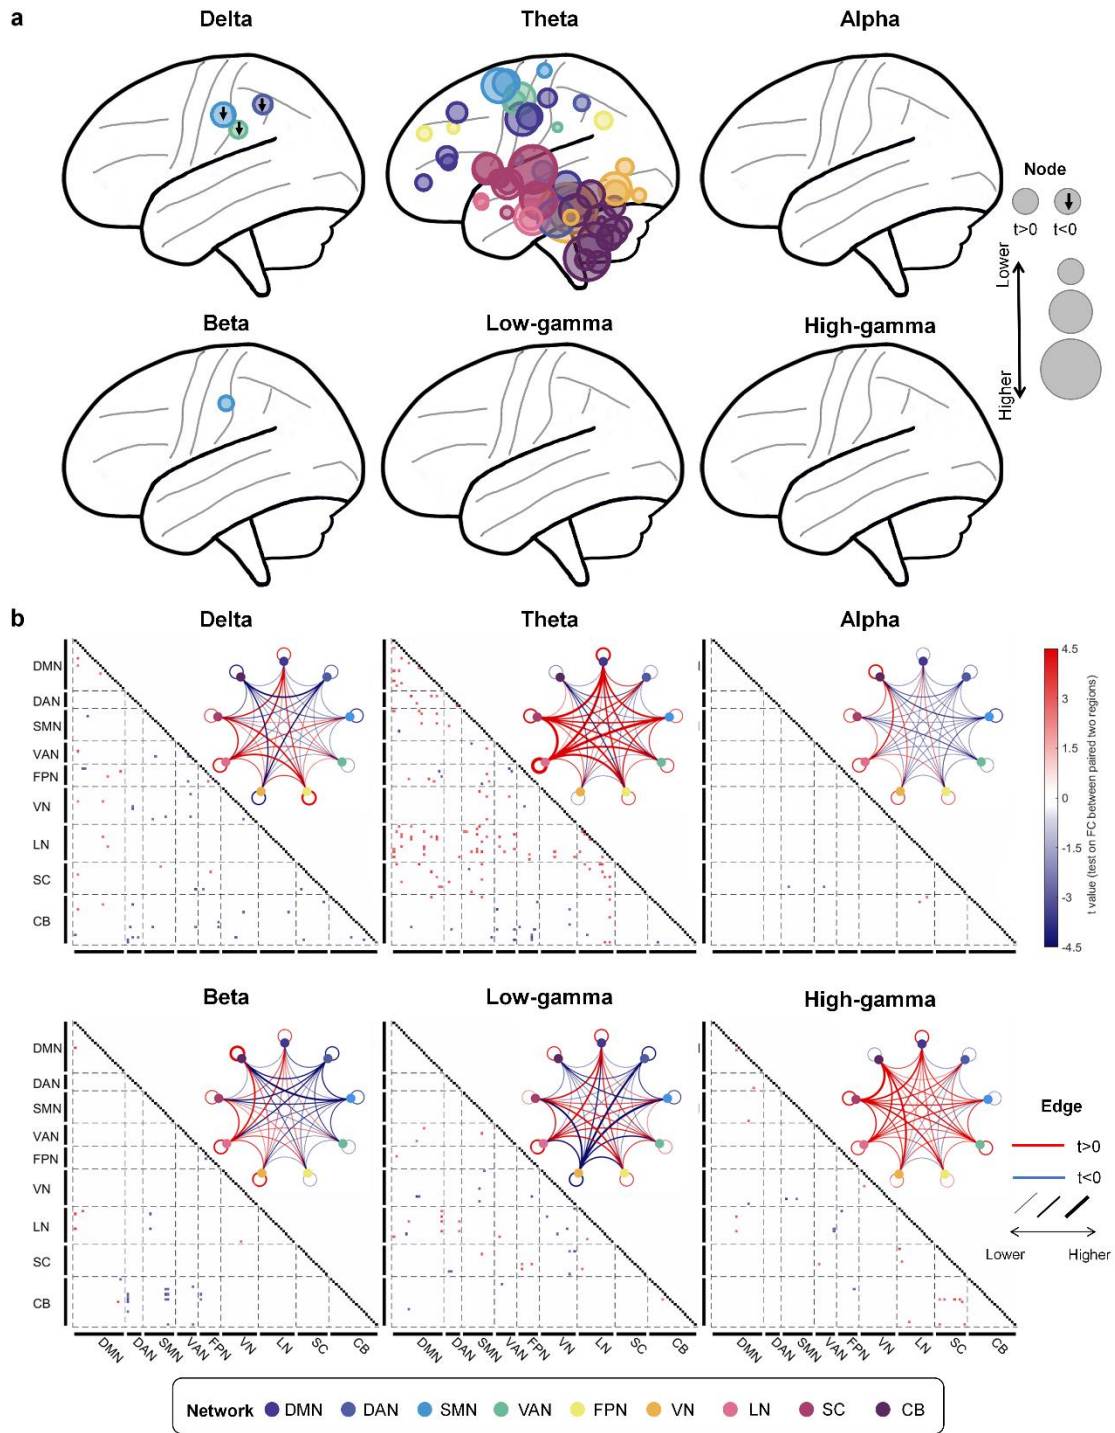 a
Delta
Theta
Alpha
Node
t>0
t<0
Lower
Higher
Beta
Low-gamma
High-gamma
b
Delta
Theta
Alpha
DMN
DAN
SMN
VAN
FPN
VN
LN
SC
CB
4.5
3
1.5
0
-1.5
-3
-4.5
t value (test on FC between paired two regions)
Beta
Low-gamma
High-gamma
DMN
DAN
SMN
VAN
FPN
VN
LN
SC
CB
Edge
t>0
t<0
Lower
Higher
DMN DAN SMN VAN FPN VN LN SC CB
DMN DAN SMN VAN FPN VN LN SC CB
DMN DAN SMN VAN FPN VN LN SC CB
Network DMN DAN SMN VAN FPN VN LN SC CB